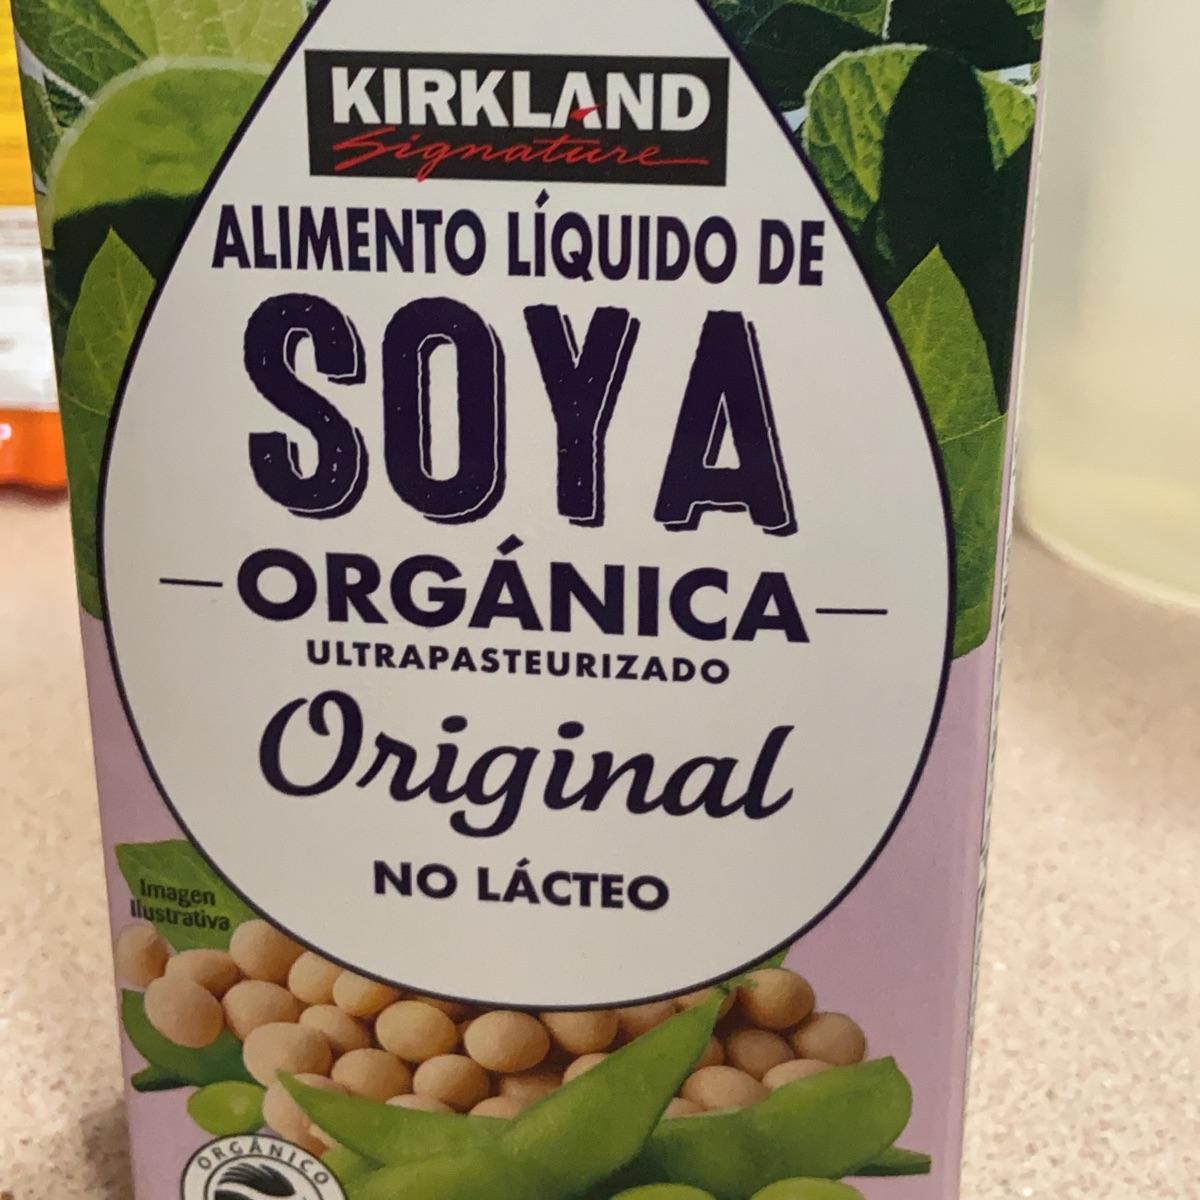 KIRKLAND
Signature
ALIMENTO LÍQUIDO DE
SOYA
ORGÁNICA
ULTRAPASTEURIZADO
Original
NO LÁCTEO
Imagen
Ilustrativa
ORGÁNICO